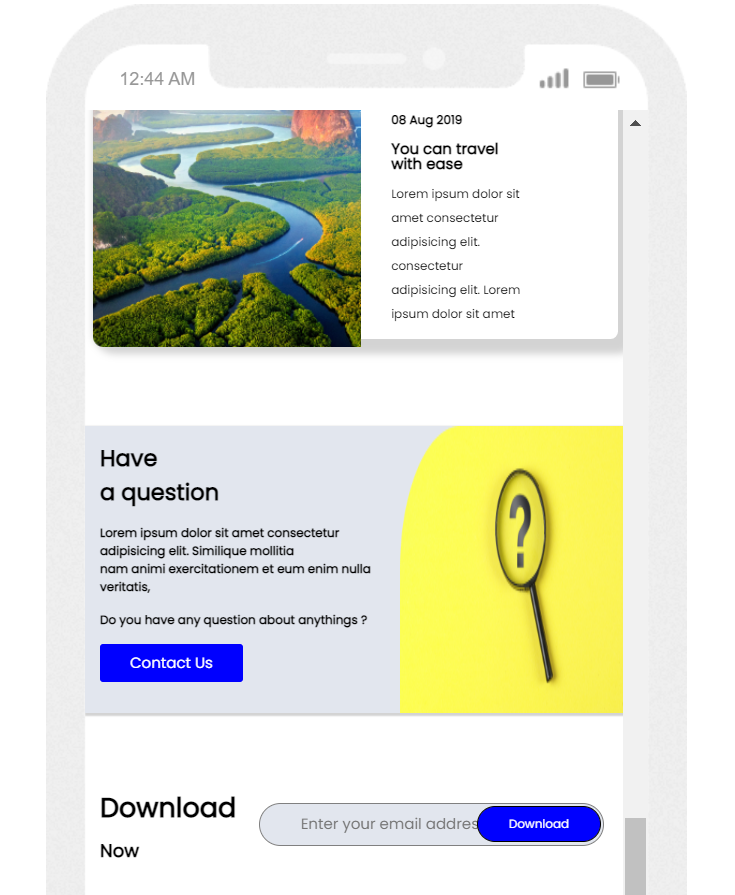 12:44 AM
08 Aug 2019
You can travel
with ease
Lorem ipsum dolor sit
amet consectetur
adipisicing elit.
consectetur
adipisicing elit. Lorem
ipsum dolor sit amet
Have
a question
Lorem ipsum dolor sit amet consectetur
adipisicing elit. Similique mollitia
nam animi exercitationem et eum enim nulla
veritatis,
Do you have any question about anythings ?
Contact Us
?
Download
Now
Enter your email addres
Download